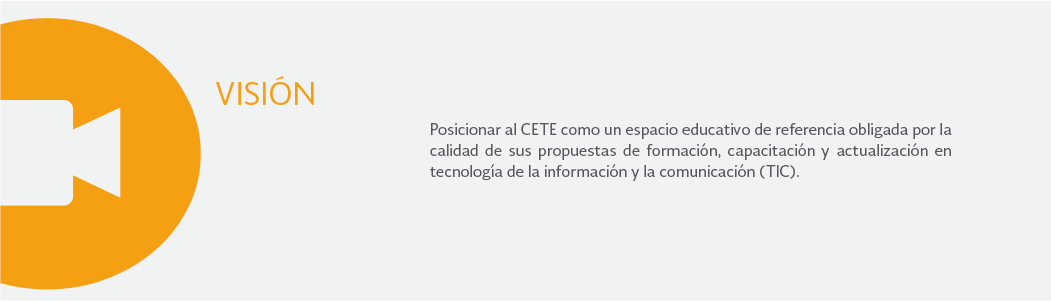 VISIÓN
Posicionar al CETE como un espacio educativo de referencia obligada por la
calidad de sus propuestas de formación, capacitación y actualización en
tecnología de la información y la comunicación (TIC).